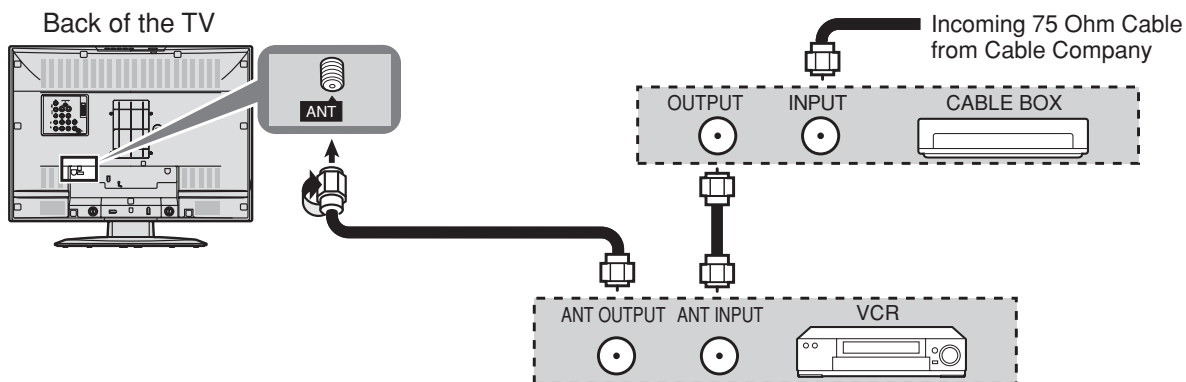 Back of the TV
ANT
Incoming 75 Ohm Cable
from Cable Company
OUTPUT
INPUT
CABLE BOX
ANT OUTPUT
ANT INPUT
VCR